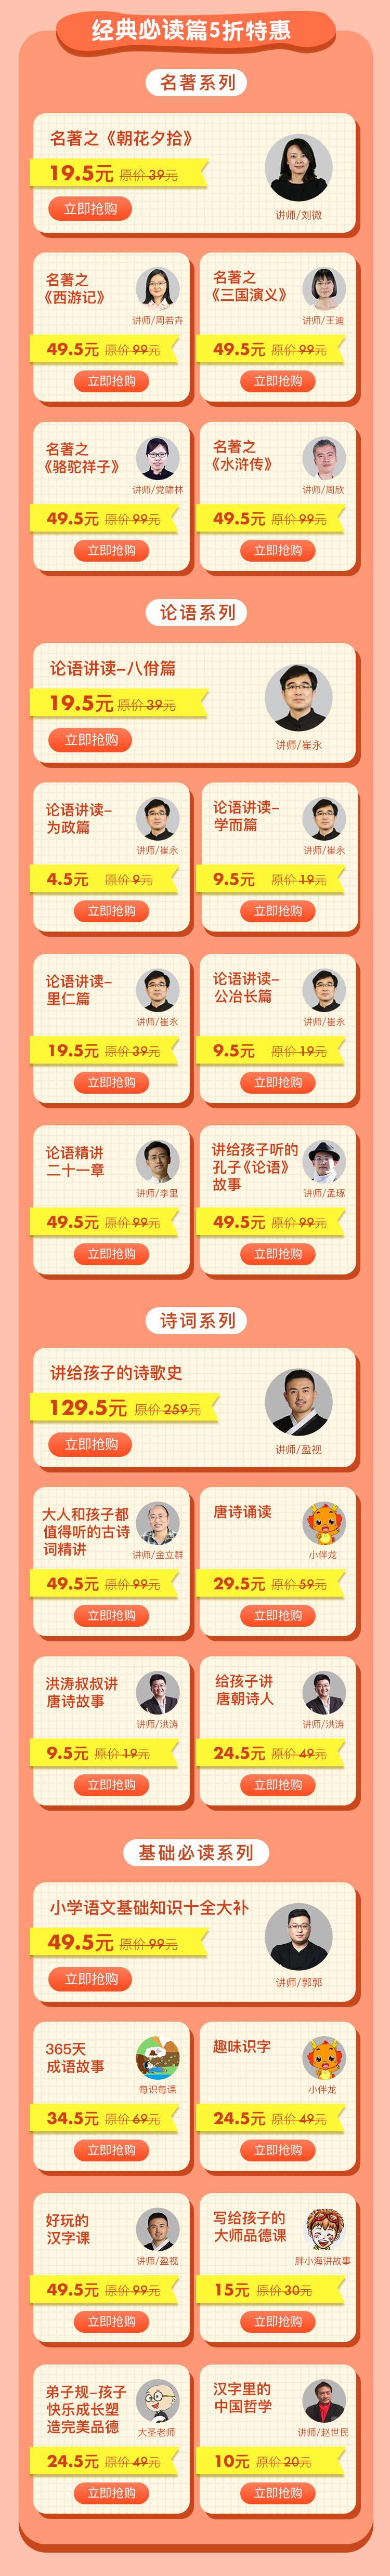 经典必读篇5折特惠
名著系列
名著之《朝花夕拾》
19.5元 原价39元
立即抢购
讲师/刘微
名著之
《西游记》
讲师/周若卉
49.5元 原价99元
立即抢购
名著之
《三国演义》
讲师/王迪
49.5元 原价99元
立即抢购
名著之
《骆驼祥子》
讲师/党啸林
49.5元 原价99元
立即抢购
名著之
《水浒传》
讲师/周欣
49.5元 原价99元
立即抢购
论语系列
论语讲读-八佾篇
19.5元 原价39元
立即抢购
讲师/崔永
论语讲读-
为政篇
讲师/崔永
4.5元 原价9元
立即抢购
论语讲读-
学而篇
讲师/崔永
9.5元 原价19元
立即抢购
论语讲读-
里仁篇
讲师/崔永
19.5元 原价39元
立即抢购
论语讲读-
公冶长篇
讲师/崔永
9.5元 原价19元
立即抢购
论语精讲
二十一章
讲师/李里
49.5元 原价99元
立即抢购
讲给孩子听的
孔子《论语》
故事
讲师/孟琢
49.5元 原价99元
立即抢购
诗词系列
讲给孩子的诗歌史
129.5元 原价259元
立即抢购
讲师/盈视
大人和孩子都
值得听的古诗
词精讲
讲师/金立群
49.5元 原价99元
立即抢购
唐诗诵读
小伴龙
29.5元 原价59元
立即抢购
洪涛叔叔讲
唐诗故事
讲师/洪涛
9.5元 原价19元
立即抢购
给孩子讲
唐朝诗人
讲师/洪涛
24.5元 原价49元
立即抢购
基础必读系列
小学语文基础知识十全大补
49.5元 原价99元
立即抢购
讲师/郭郭
365天
成语故事
每识每课
34.5元 原价69元
立即抢购
趣味识字
小伴龙
24.5元 原价49元
立即抢购
好玩的
汉字课
讲师/盈视
49.5元 原价99元
立即抢购
写给孩子的
大师品德课
胖小海讲故事
15元 原价30元
立即抢购
弟子规-孩子
快乐成长塑
造完美品德
大圣老师
24.5元 原价49元
立即抢购
汉字里的
中国哲学
讲师/赵世民
10元 原价20元
立即抢购